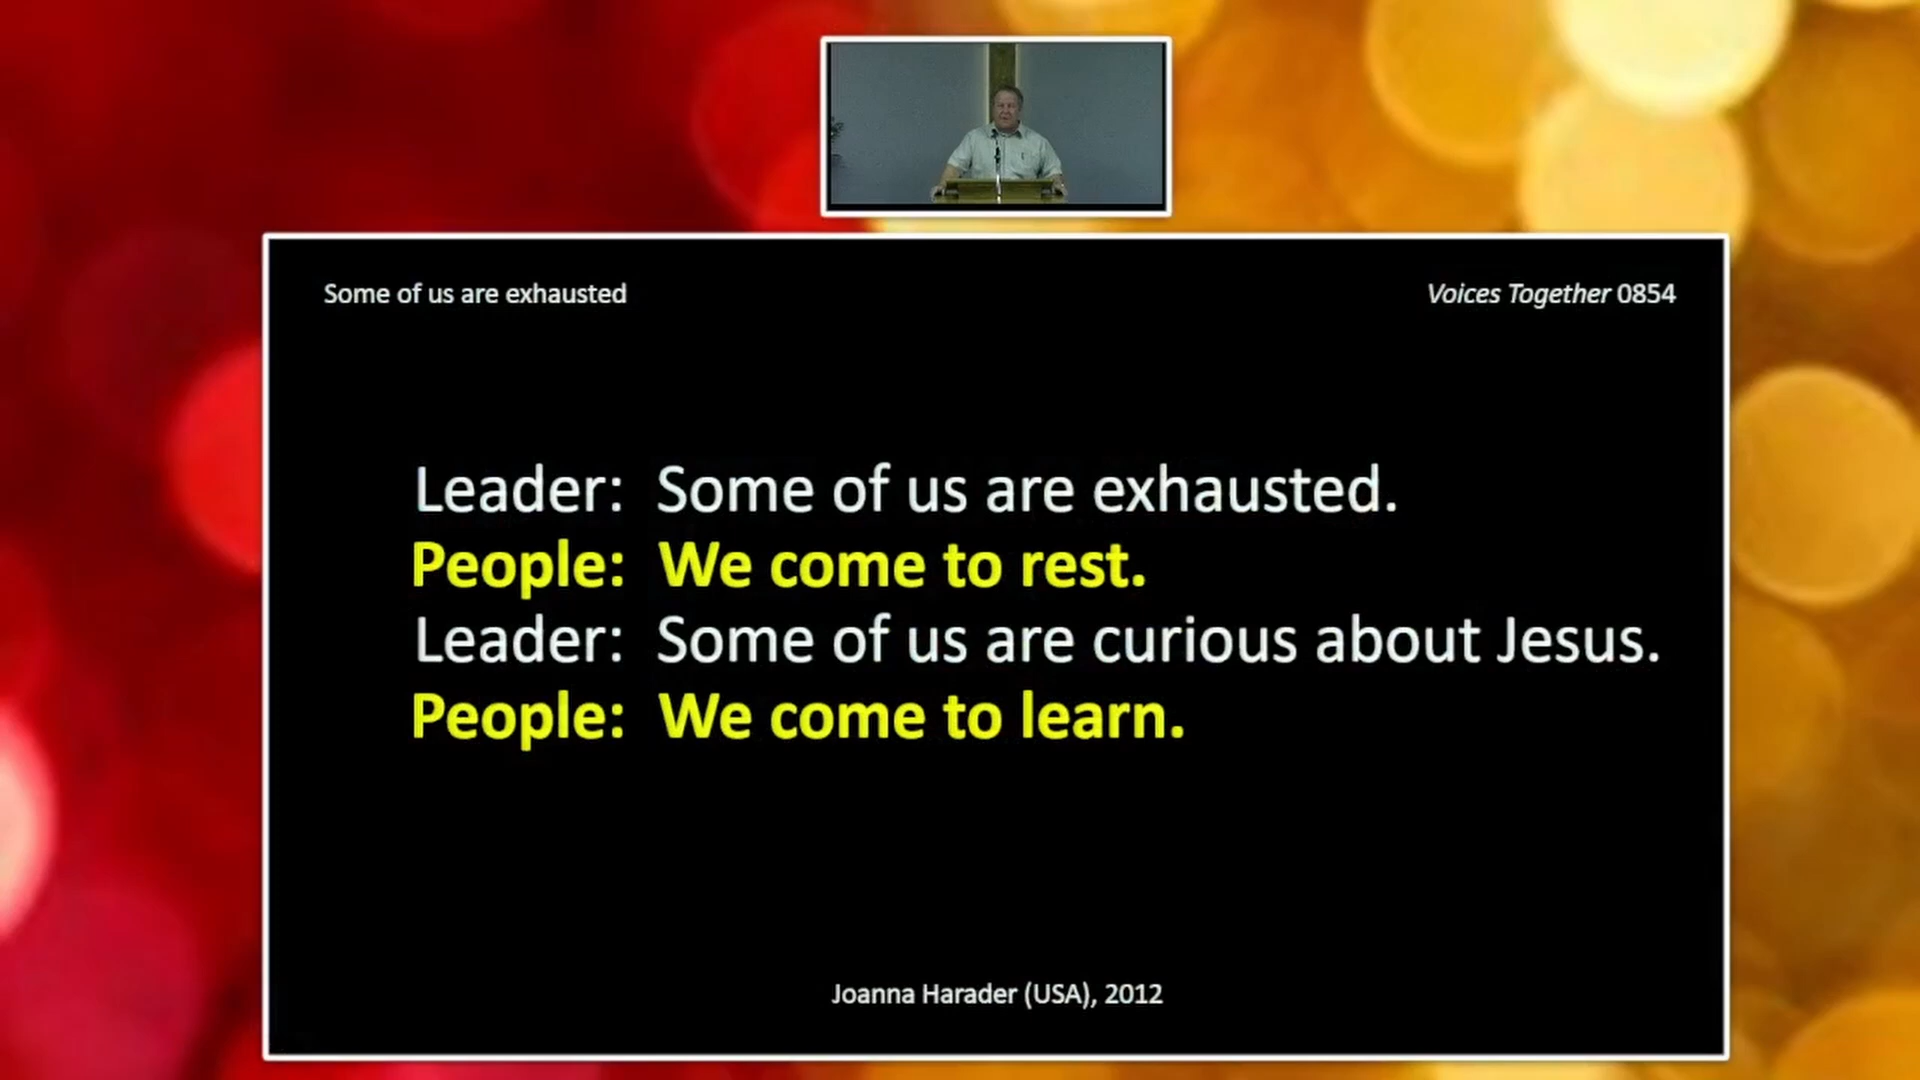 Some of us are exhausted
Voices Together 0854
Leader: Some of us are exhausted.
People: We come to rest.
Leader: Some of us are curious about Jesus.
People: We come to learn.
Joanna Harader (USA), 2012